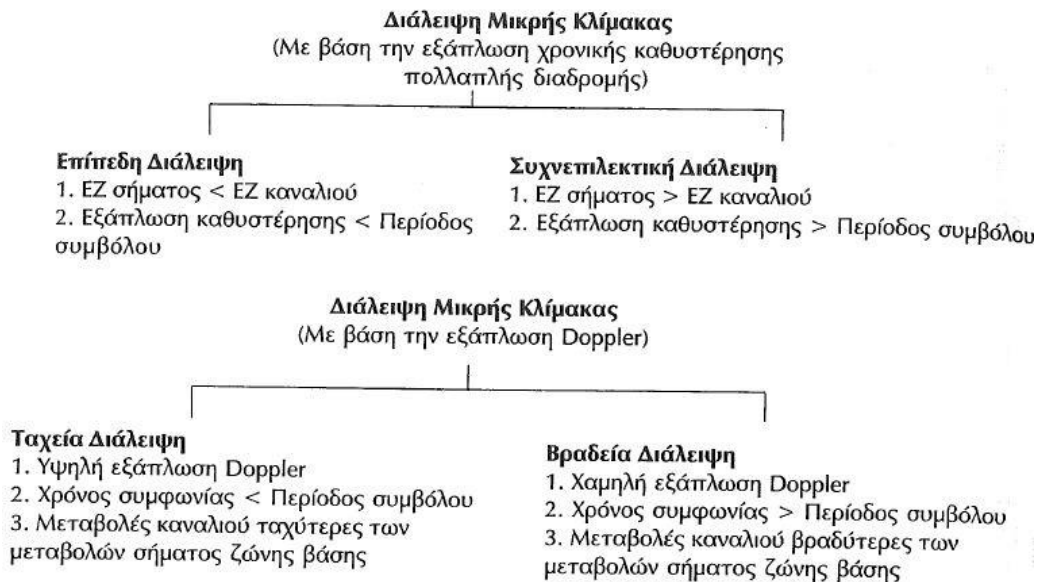 Διάλειψη Μικρής Κλίμακας
(Με βάση την εξάπλωση χρονικής καθυστέρησης
πολλαπλής διαδρομής)
Επίπεδη Διάλειψη
1. ΕΖ σήματος < ΕΖ καναλιού
2. Εξάπλωση καθυστέρησης < Περίοδος
συμβόλου
Συχνεπιλεκτική Διάλειψη
1. ΕΖ σήματος > ΕΖ καναλιού
2. Εξάπλωση καθυστέρησης > Περίοδος συμβόλου
Διάλειψη Μικρής Κλίμακας
(Με βάση την εξάπλωση Doppler)
Ταχεία Διάλειψη
1. Υψηλή εξάπλωση Doppler
2. Χρόνος συμφωνίας < Περίοδος συμβόλου
3. Μεταβολές καναλιού ταχύτερες των
μεταβολών σήματος ζώνης βάσης
Βραδεία Διάλειψη
1. Χαμηλή εξάπλωση Doppler
2. Χρόνος συμφωνίας > Περίοδος συμβόλου
3. Μεταβολές καναλιού βραδύτερες των
μεταβολών σήματος ζώνης βάσης